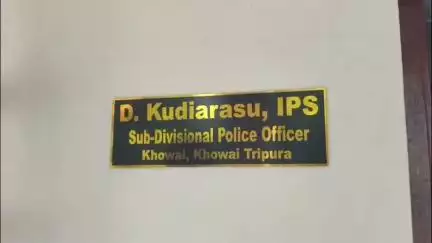 D. Kudiarasu, IPS
Sub-Divisional Police Officer
Khowai, Khowai Tripura